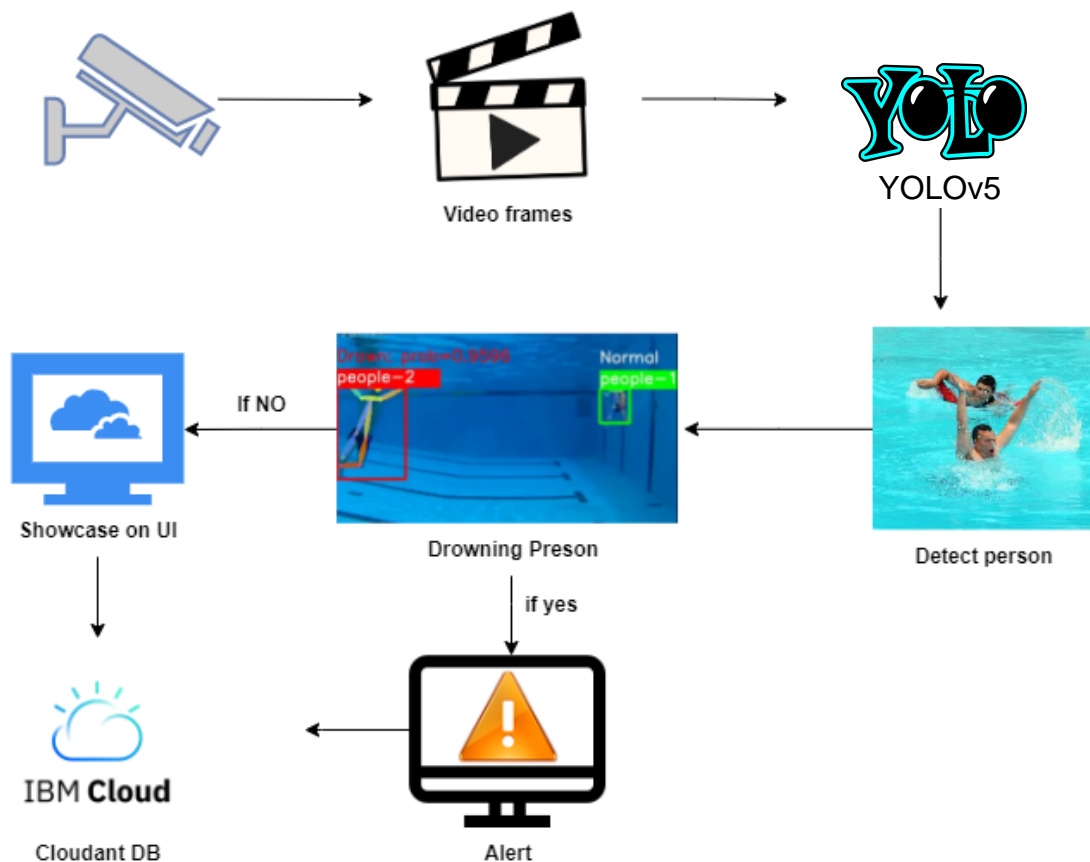 YOLO
YOLOv5
Video frames
Drown: prob=0.9596
people-2
Normal
people-1
If NO
Showcase on UI
Drowning Preson
Detect person
if yes
IBM Cloud
Cloudant DB
Alert